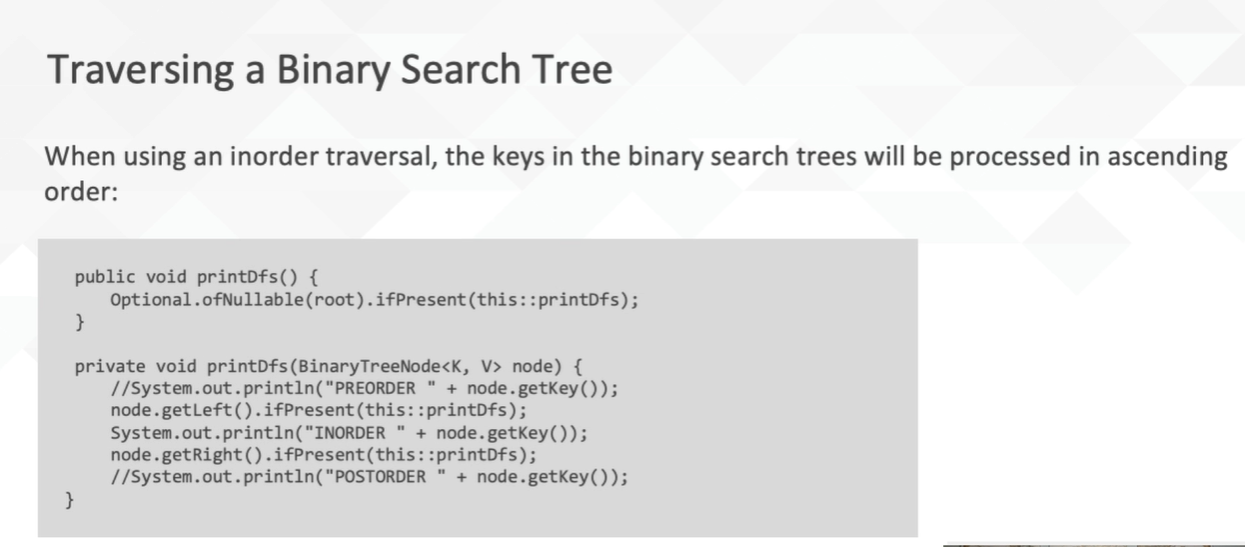 Traversing a Binary Search Tree
When using an inorder traversal, the keys in the binary search trees will be processed in ascending
order:
public void printDfs() {
Optional.ofNullable(root).ifPresent(this::printDfs);
}
private void printDfs(BinaryTreeNode<K, V> node) {
//System.out.println("PREORDER " + node.getKey());
node.getLeft().ifPresent(this::printDfs);
System.out.println("INORDER " + node.getKey());
node.getRight().ifPresent(this::printDfs);
//System.out.println("POSTORDER " + node.getKey());
}